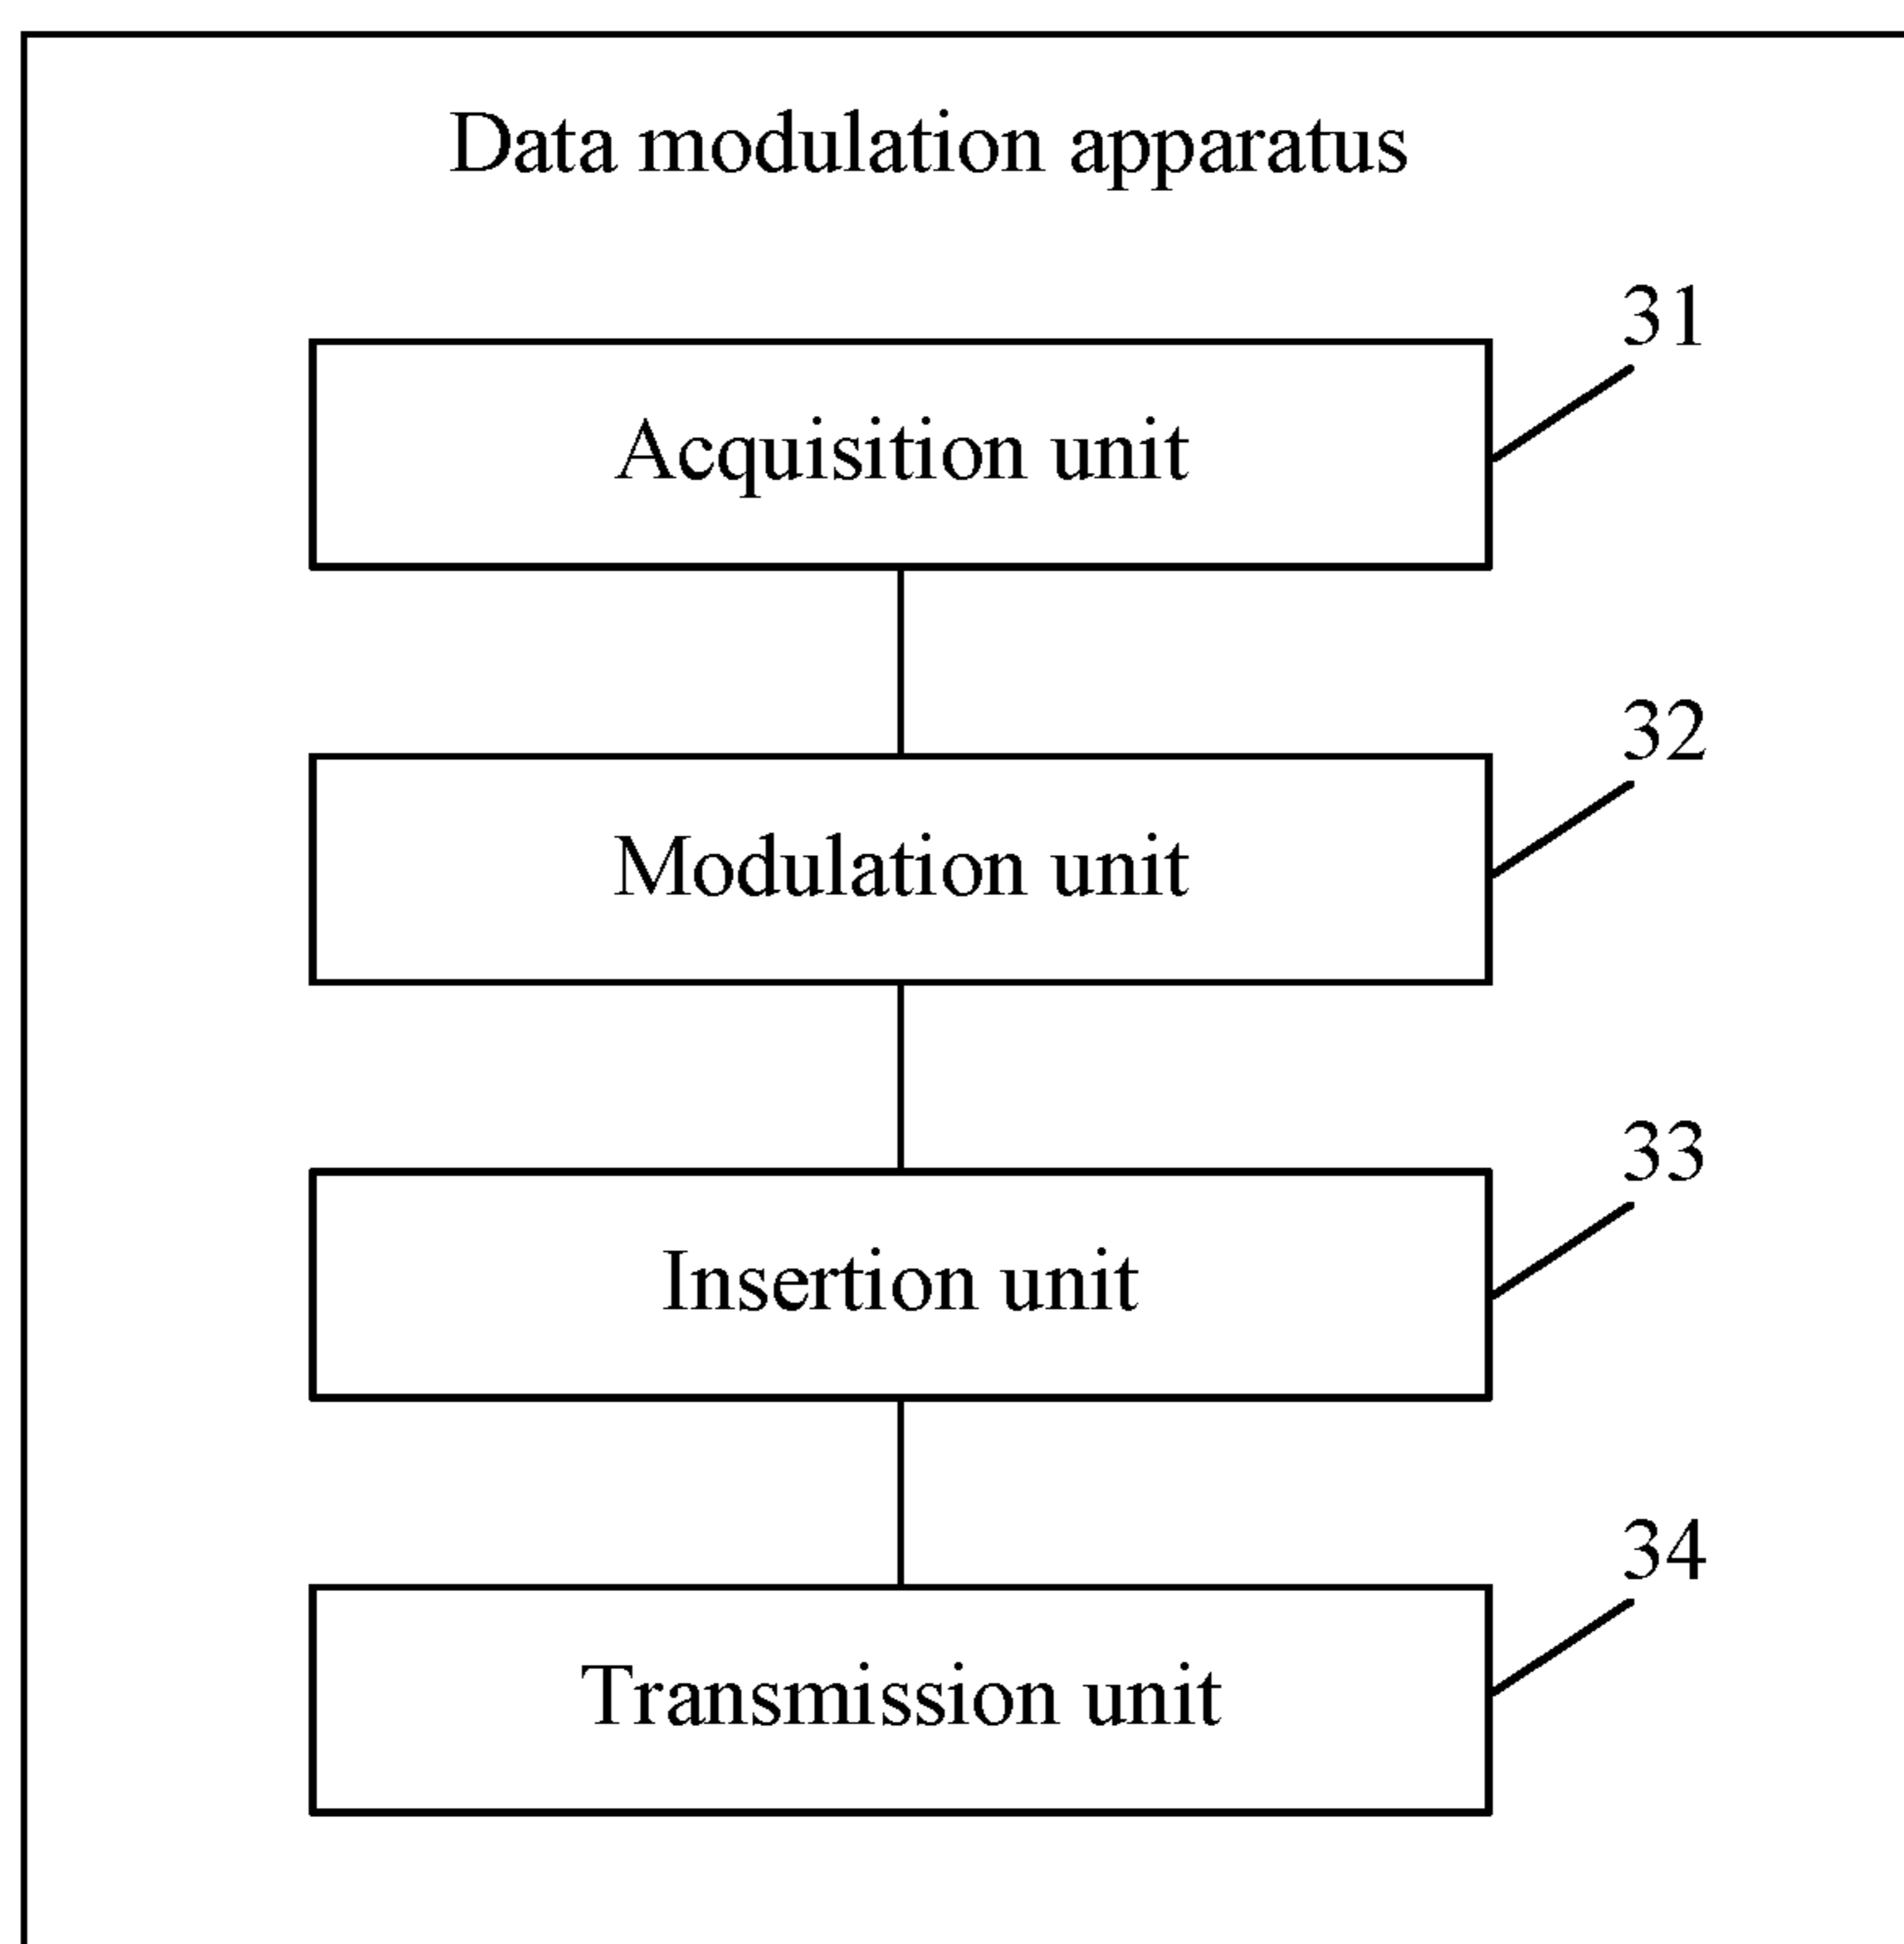 Data modulation apparatus
31
Acquisition unit
32
Modulation unit
33
Insertion unit
34
Transmission unit